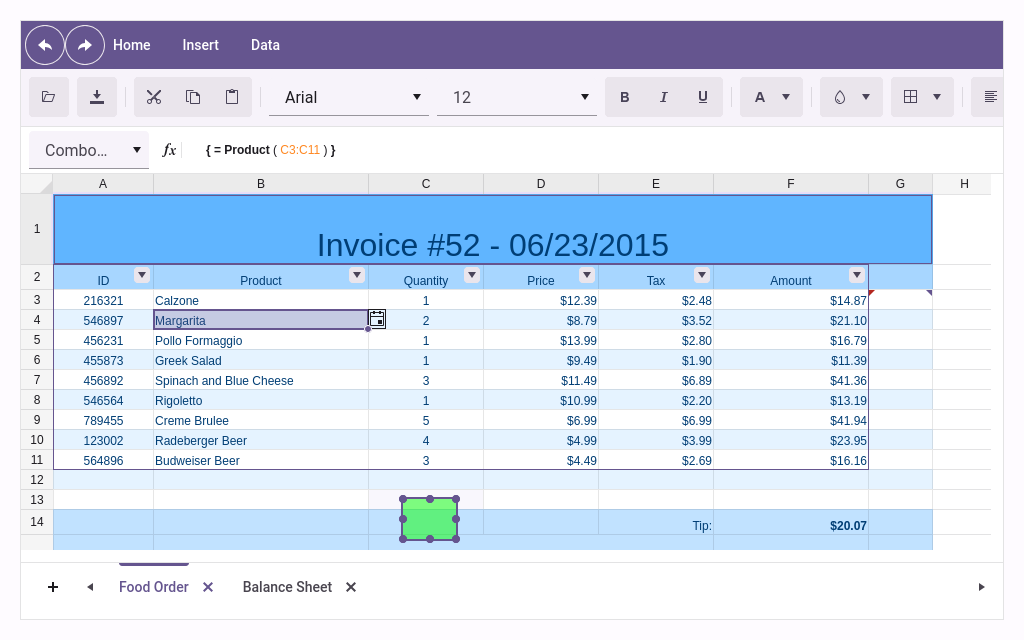 Home Insert Data
Arial 12 B I U A
Combo... fx { = Product ( C3:C11 ) }
A B C D E F G H
1 Invoice #52 - 06/23/2015
2 ID Product Quantity Price Tax Amount
3 216321 Calzone 1 $12.39 $2.48 $14.87
4 546897 Margarita 2 $8.79 $3.52 $21.10
5 456231 Pollo Formaggio 1 $13.99 $2.80 $16.79
6 455873 Greek Salad 1 $9.49 $1.90 $11.39
7 456892 Spinach and Blue Cheese 3 $11.49 $6.89 $41.36
8 546564 Rigoletto 1 $10.99 $2.20 $13.19
9 789455 Creme Brulee 5 $6.99 $6.99 $41.94
10 123002 Radeberger Beer 4 $4.99 $3.99 $23.95
11 564896 Budweiser Beer 3 $4.49 $2.69 $16.16
12
13
14 Tip: $20.07
Food Order Balance Sheet